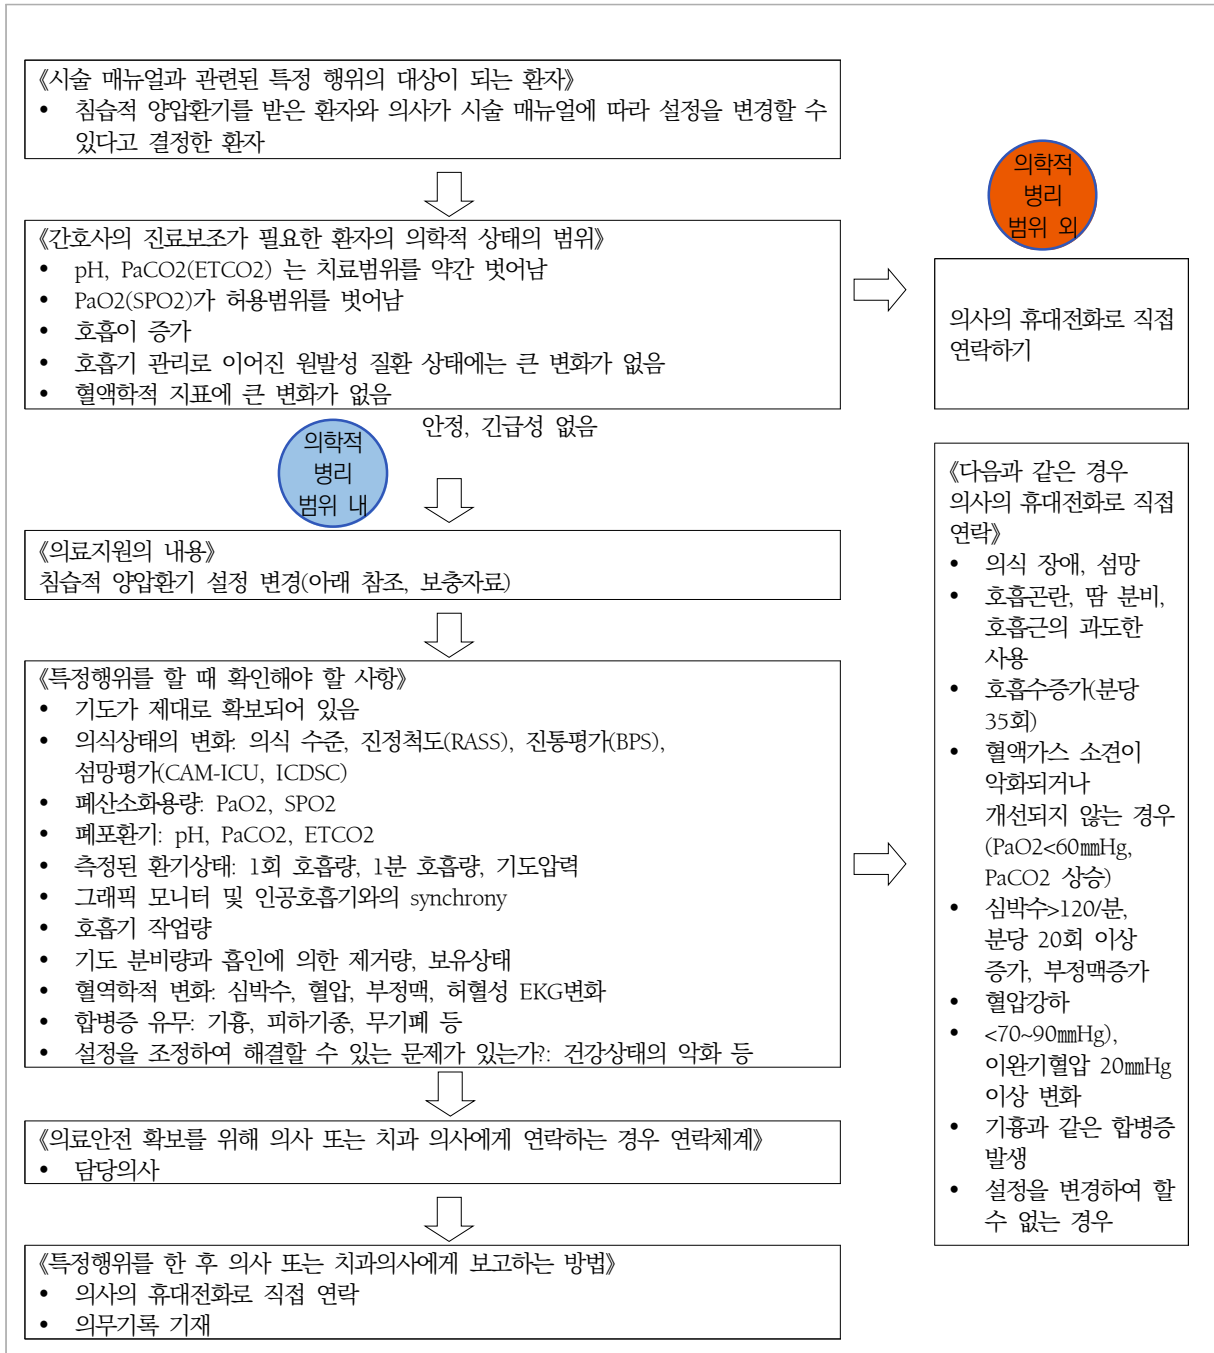 《시술 매뉴얼과 관련된 특정 행위의 대상이 되는 환자》
• 침습적 양압환기를 받은 환자와 의사가 시술 매뉴얼에 따라 설정을 변경할 수
있다고 결정한 환자
의학적
병리
범위 외
《간호사의 진료보조가 필요한 환자의 의학적 상태의 범위》
• pH, PaCO2(ETCO2) 는 치료범위를 약간 벗어남
• PaO2(SPO2)가 허용범위를 벗어남
• 호흡이 증가
• 호흡기 관리로 이어진 원발성 질환 상태에는 큰 변화가 없음
• 혈액학적 지표에 큰 변화가 없음
의사의 휴대전화로 직접
연락하기
안정, 긴급성 없음
의학적
병리
범위 내
《의료지원의 내용》
침습적 양압환기 설정 변경(아래 참조, 보충자료)
《특정행위를 할 때 확인해야 할 사항》
• 기도가 제대로 확보되어 있음
• 의식상태의 변화: 의식 수준, 진정척도(RASS), 진통평가(BPS),
섬망평가(CAM-ICU, ICDSC)
• 폐산소화용량: PaO2, SPO2
• 폐포환기: pH, PaCO2, ETCO2
• 측정된 환기상태: 1회 호흡량, 1분 호흡량, 기도압력
• 그래픽 모니터 및 인공호흡기와의 synchrony
• 호흡기 작업량
• 기도 분비량과 흡인에 의한 제거량, 보유상태
• 혈역학적 변화: 심박수, 혈압, 부정맥, 허혈성 EKG변화
• 합병증 유무: 기흉, 피하기종, 무기폐 등
• 설정을 조정하여 해결할 수 있는 문제가 있는가?: 건강상태의 악화 등
《다음과 같은 경우
의사의 휴대전화로 직접
연락》
• 의식 장애, 섬망
• 호흡곤란, 땀 분비,
호흡근의 과도한
사용
• 호흡수증가(분당
35회)
• 혈액가스 소견이
악화되거나
개선되지 않는 경우
(PaO2<60㎜Hg,
PaCO2 상승)
• 심박수>120/분,
분당 20회 이상
증가, 부정맥증가
• 혈압강하
• <70~90㎜Hg),
이완기혈압 20㎜Hg
이상 변화
• 기흉과 같은 합병증
발생
• 설정을 변경하여 할
수 없는 경우
《의료안전 확보를 위해 의사 또는 치과 의사에게 연락하는 경우 연락체계》
• 담당의사
《특정행위를 한 후 의사 또는 치과의사에게 보고하는 방법》
• 의사의 휴대전화로 직접 연락
• 의무기록 기재